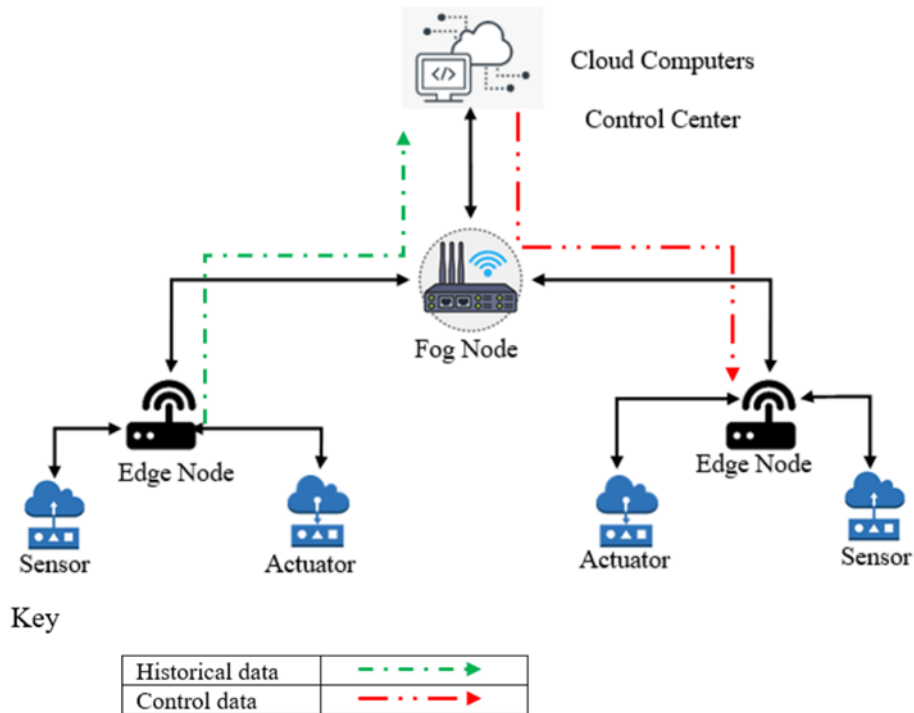 </>
Cloud Computers
Control Center
Fog Node
Edge Node
Edge Node
Sensor
Actuator
Actuator
Sensor
Key
Historical data
Control data